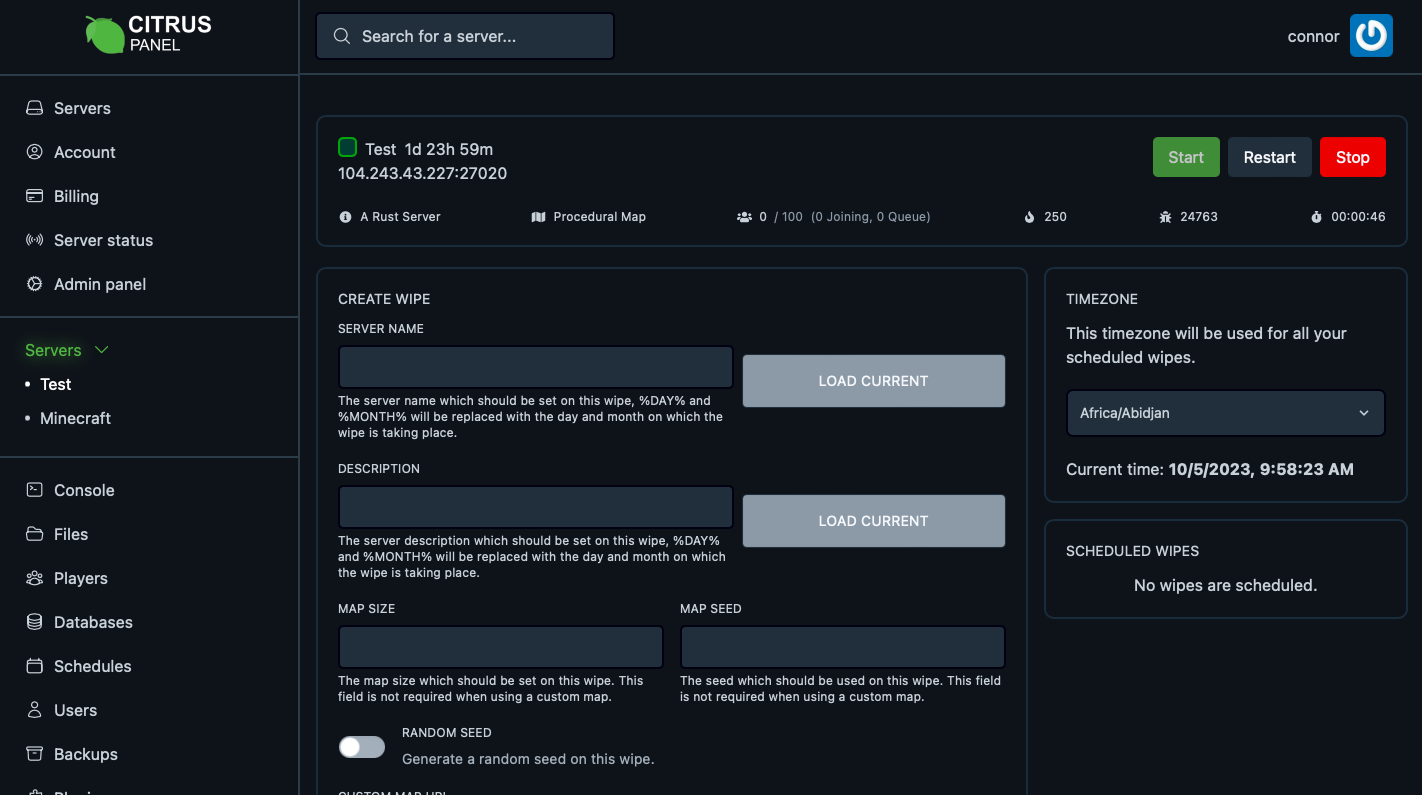 CITRUS
PANEL
Search for a server...
connor
Servers
Account
Billing
Server status
Admin panel
Servers
Test
Minecraft
Console
Files
Players
Databases
Schedules
Users
Backups
Test 1d 23h 59m
104.243.43.227:27020
Start
Restart
Stop
A Rust Server
Procedural Map
0 / 100 (0 Joining, 0 Queue)
250
24763
00:00:46
CREATE WIPE
SERVER NAME
LOAD CURRENT
The server name which should be set on this wipe, %DAY% and
%MONTH% will be replaced with the day and month on which the
wipe is taking place.
DESCRIPTION
LOAD CURRENT
The server description which should be set on this wipe, %DAY%
and %MONTH% will be replaced with the day and month on which
the wipe is taking place.
MAP SIZE
The map size which should be set on this wipe. This
field is not required when using a custom map.
MAP SEED
The seed which should be used on this wipe. This field
is not required when using a custom map.
RANDOM SEED
Generate a random seed on this wipe.
CUSTOM MAP URL
TIMEZONE
This timezone will be used for all your
scheduled wipes.
Africa/Abidjan
Current time: 10/5/2023, 9:58:23 AM
SCHEDULED WIPES
No wipes are scheduled.